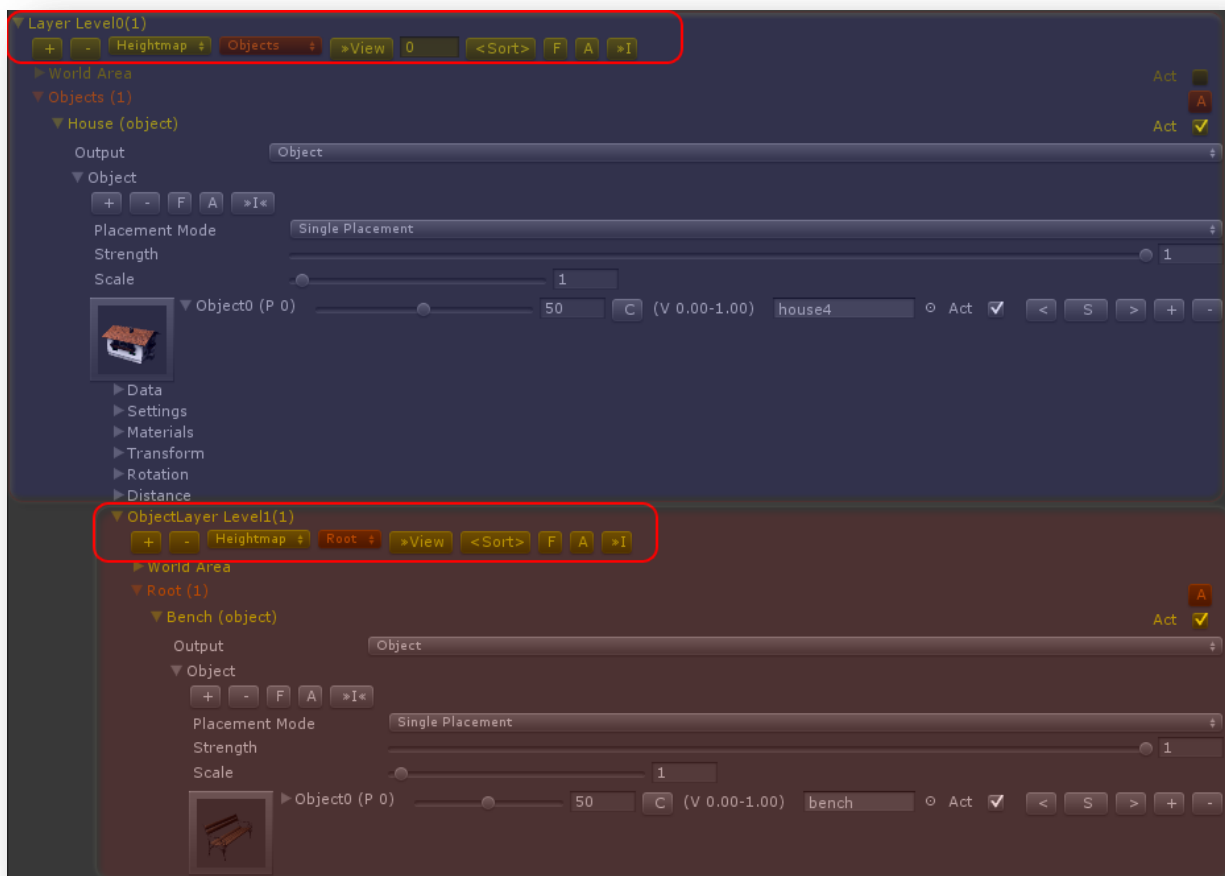 Layer Level0(1)
+ - Heightmap Objects »View 0 <Sort> F A »I
World Area Act
Objects (1) A
House (object) Act
Output Object
Object
+ - F A »I«
Placement Mode Single Placement
Strength 1
Scale 1
Object0 (P 0) 50 C (V 0.00-1.00) house4 Act < S > + -
Data
Settings
Materials
Transform
Rotation
Distance
ObjectLayer Level1(1)
+ - Heightmap Root »View <Sort> F A »I
World Area
Root (1) A
Bench (object) Act
Output Object
Object
+ - F A »I«
Placement Mode Single Placement
Strength 1
Scale 1
Object0 (P 0) 50 C (V 0.00-1.00) bench Act < S > + -